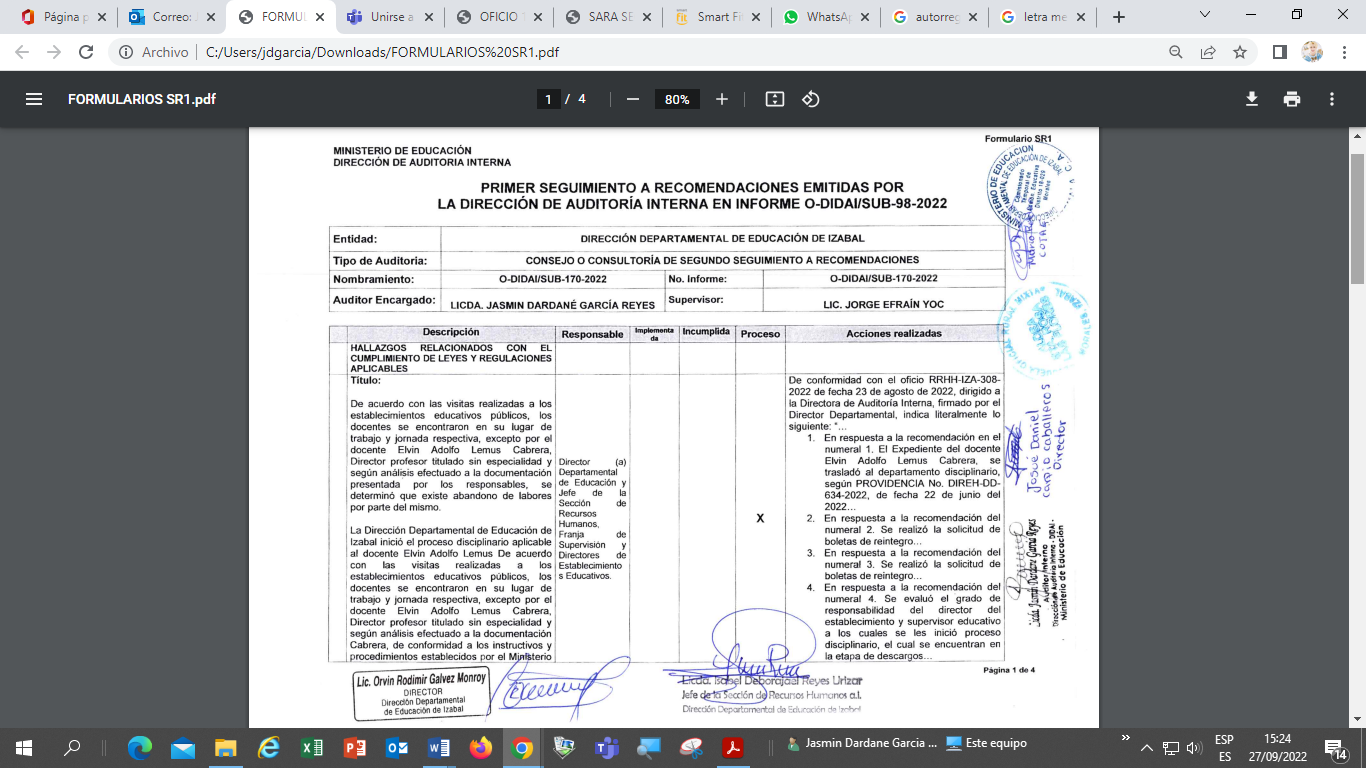 Página p
Correo: J
FORMUL
Unirse a
OFICIO
SARA SE
Smart Fit
WhatsAp
autorreg
letra me
Archivo
C:/Users/jdgarcia/Downloads/FORMULARIOS%20SR1.pdf
FORMULARIOS SR1.pdf
1 / 4
80%
Formulario SR1
MINISTERIO DE EDUCACIÓN
DIRECCIÓN DE AUDITORIA INTERNA
PRIMER SEGUIMIENTO A RECOMENDACIONES EMITIDAS POR
LA DIRECCIÓN DE AUDITORÍA INTERNA EN INFORME O-DIDAI/SUB-98-2022
Entidad: DIRECCIÓN DEPARTAMENTAL DE EDUCACIÓN DE IZABAL
Tipo de Auditoria: CONSEJO O CONSULTORÍA DE SEGUNDO SEGUIMIENTO A RECOMENDACIONES
Nombramiento: O-DIDAI/SUB-170-2022 No. Informe: O-DIDAI/SUB-170-2022
Auditor Encargado: LICDA. JASMIN DARDANÉ GARCÍA REYES Supervisor: LIC. JORGE EFRAÍN YOC
Descripción Responsable Implementa
da Incumplida Proceso Acciones realizadas
HALLAZGOS RELACIONADOS CON EL
CUMPLIMIENTO DE LEYES Y REGULACIONES
APLICABLES
Título:
De acuerdo con las visitas realizadas a los
establecimientos educativos públicos, los
docentes se encontraron en su lugar de
trabajo y jornada respectiva, excepto por el
docente Elvin Adolfo Lemus Cabrera,
Director profesor titulado sin especialidad y
según análisis efectuado a la documentación
presentada por los responsables, se
determinó que existe abandono de labores
por parte del mismo.
La Dirección Departamental de Educación de
Izabal inició el proceso disciplinario aplicable
al docente Elvin Adolfo Lemus De acuerdo
con las visitas realizadas a los
establecimientos educativos públicos, los
docentes se encontraron en su lugar de
trabajo y jornada respectiva, excepto por el
docente Elvin Adolfo Lemus Cabrera,
Director profesor titulado sin especialidad y
según análisis efectuado a la documentación
Cabrera, de conformidad a los instructivos y
procedimientos establecidos por el Ministerio
Director (a)
Departamental
de Educación y
Jefe de la
Sección de
Recursos
Humanos,
Franja de
Supervisión y
Directores de
Establecimiento
s Educativos.
X
De conformidad con el oficio RRHH-IZA-308-
2022 de fecha 23 de agosto de 2022, dirigido a
la Directora de Auditoría Interna, firmado por el
Director Departamental, indica literalmente lo
siguiente: “…
1. En respuesta a la recomendación en el
numeral 1. El Expediente del docente
Elvin Adolfo Lemus Cabrera, se
trasladó al departamento disciplinario,
según PROVIDENCIA No. DIREH-DD-
634-2022, de fecha 22 de junio del
2022…
2. En respuesta a la recomendación del
numeral 2. Se realizó la solicitud de
boletas de reintegro…
3. En respuesta a la recomendación del
numeral 3. Se realizó la solicitud de
boletas de reintegro…
4. En respuesta a la recomendación del
numeral 4. Se evaluó el grado de
responsabilidad del director del
establecimiento y supervisor educativo
a los cuales se les inició proceso
disciplinario, el cual se encuentran en
la etapa de descargos…
Josué Daniel
Carpio Caballeros
Director
Licda. Jasmin Dardane García Reyes
Auditor Interno
Dirección de Auditoría Interna - DIDAI -
Ministerio de Educación
Página 1 de 4
Lic. Orvin Rodimir Galvez Monroy
DIRECTOR
Dirección Departamental
de Educación de Izabal
Reyes Urizar
Jefe de la Sección de Recursos Humanos a.i.
Dirección Departamental de Educación de Izabal
Jasmin Dardane Garcia ...
Este equipo
ESP
ES
15:24
27/09/2022
14